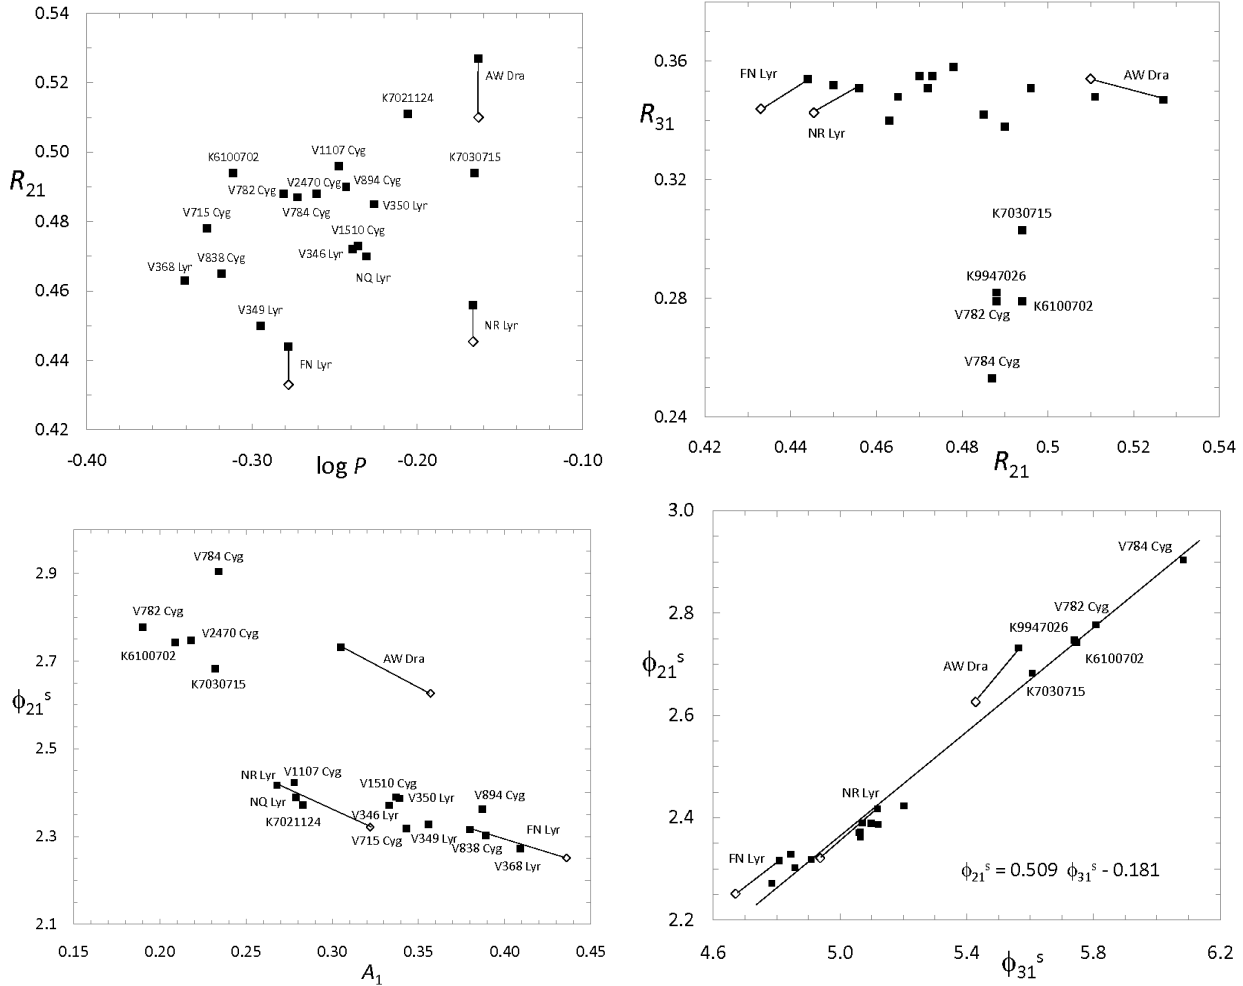 0.54
0.52
0.50
0.48
0.46
0.44
0.42
R21
AW Dra
K7021124
V1107 Cyg
K7030715
K6100702
V2470 Cyg
V894 Cyg
V782 Cyg
V784 Cyg
V350 Lyr
V715 Cyg
V1510 Cyg
V838 Cyg
V346 Lyr
V368 Lyr
NQ Lyr
V349 Lyr
NR Lyr
FN Lyr
-0.40
-0.30
-0.20
-0.10
log P
0.36
0.32
0.28
0.24
R31
FN Lyr
AW Dra
NR Lyr
K7030715
K9947026
V782 Cyg
K6100702
V784 Cyg
0.42
0.44
0.46
0.48
0.5
0.52
0.54
R21
2.9
2.7
2.5
2.3
2.1
ϕ21s
V784 Cyg
V782 Cyg
V2470 Cyg
K6100702
K7030715
AW Dra
NR Lyr
V1107 Cyg
V1510 Cyg
NQ Lyr
V350 Lyr
V894 Cyg
K7021124
V346 Lyr
V715 Cyg
V349 Lyr
FN Lyr
V838 Cyg
V368 Lyr
0.15
0.20
0.25
0.30
0.35
0.40
0.45
A1
3.0
2.8
2.6
2.4
2.2
ϕ21s
V784 Cyg
V782 Cyg
K9947026
AW Dra
K6100702
K7030715
NR Lyr
FN Lyr
ϕ21s = 0.509 ϕ31s - 0.181
4.6
5.0
5.4
5.8
6.2
ϕ31s